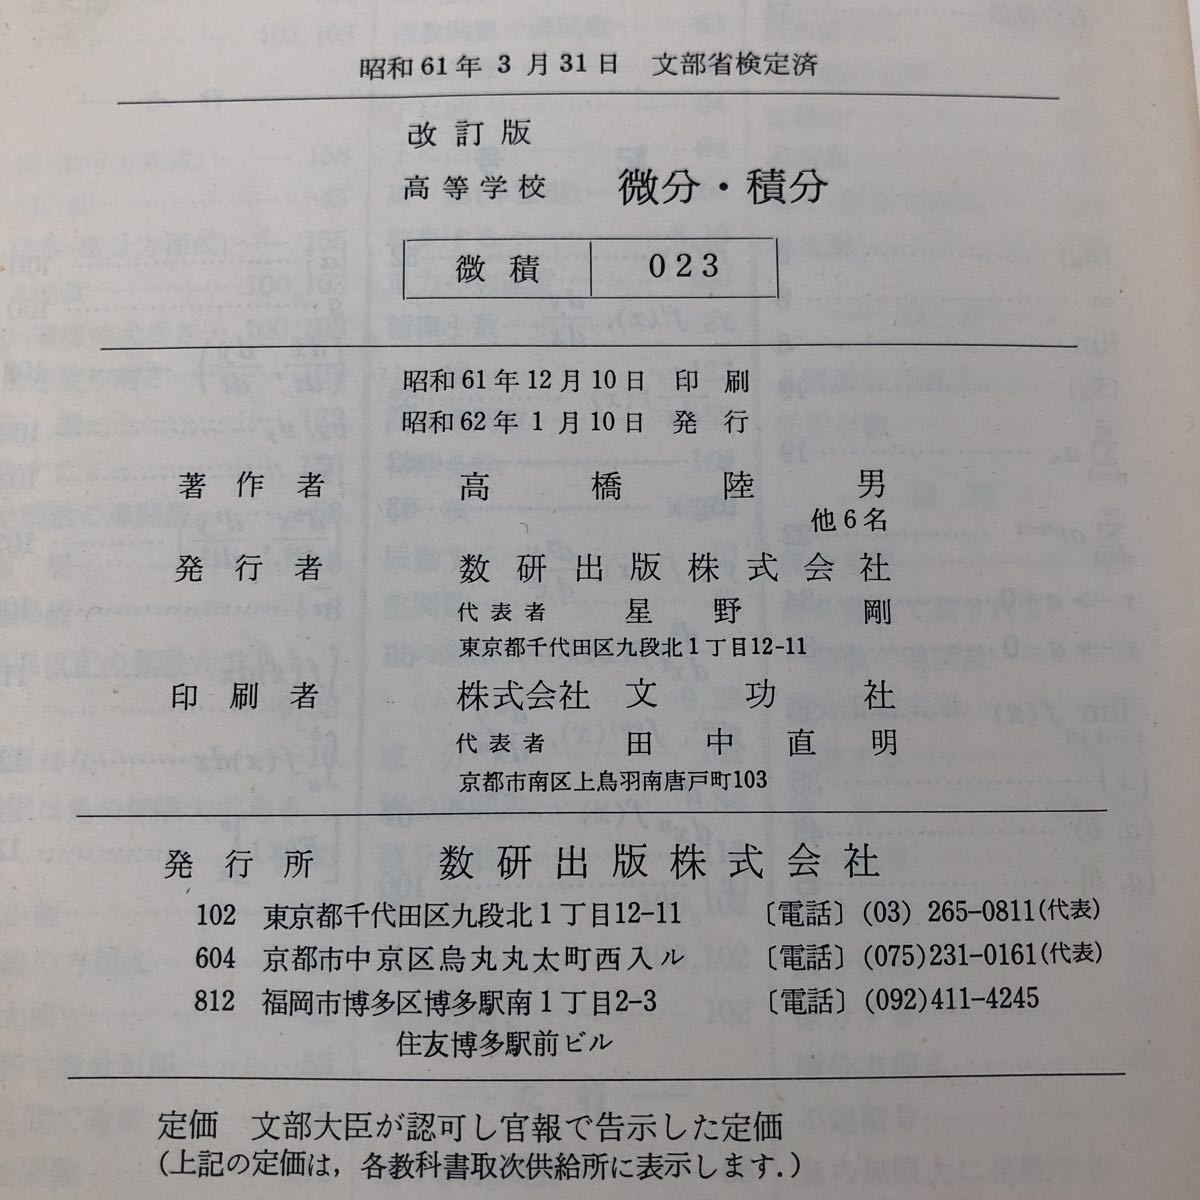 昭和61年3月31日　文部省検定済
改訂版
高等学校　微分・積分
微積　023
昭和61年12月10日　印刷
昭和62年1月10日　発行
著作者　高橋陸男
他6名
発行者　数研出版株式会社
代表者　星野剛
東京都千代田区九段北1丁目12-11
印刷者　株式会社　文功社
代表者　田中直明
京都市南区上鳥羽南唐戸町103
発行所　数研出版株式会社
102　東京都千代田区九段北1丁目12-11　〔電話〕(03) 265-0811(代表)
604　京都市中京区烏丸丸太町西入ル　〔電話〕(075)231-0161(代表)
812　福岡市博多区博多駅南1丁目2-3　〔電話〕(092)411-4245
住友博多駅前ビル
定価　文部大臣が認可し官報で告示した定価
(上記の定価は，各教科書取次供給所に表示します.)